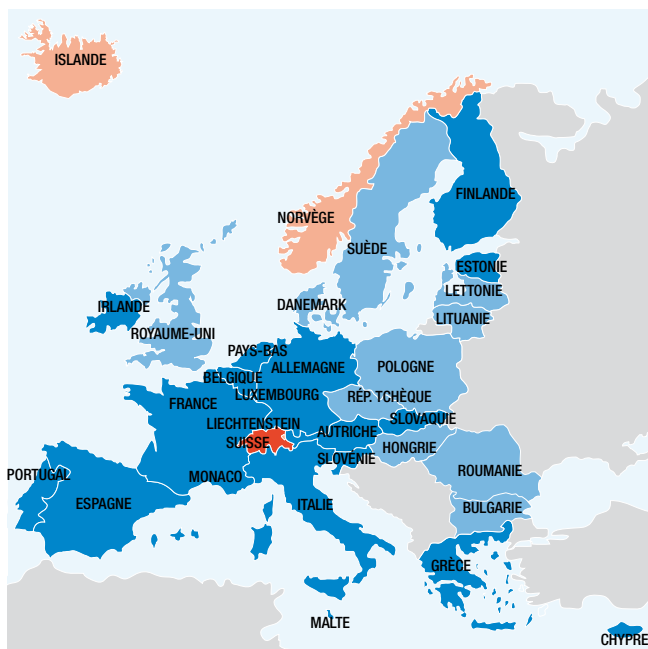 ISLANDE
FINLANDE
NORVÈGE
SUÈDE
ESTONIE
LETTONIE
IRLANDE
DANEMARK
LITUANIE
ROYAUME-UNI
PAYS-BAS
ALLEMAGNE
POLOGNE
BELGIQUE
LUXEMBOURG
RÉP. TCHÈQUE
FRANCE
SLOVAQUIE
LIECHTENSTEIN
AUTRICHE
SUISSE
HONGRIE
SLOVÉNIE
ROUMANIE
PORTUGAL
MONACO
ESPAGNE
ITALIE
BULGARIE
GRÈCE
MALTE
CHYPRE